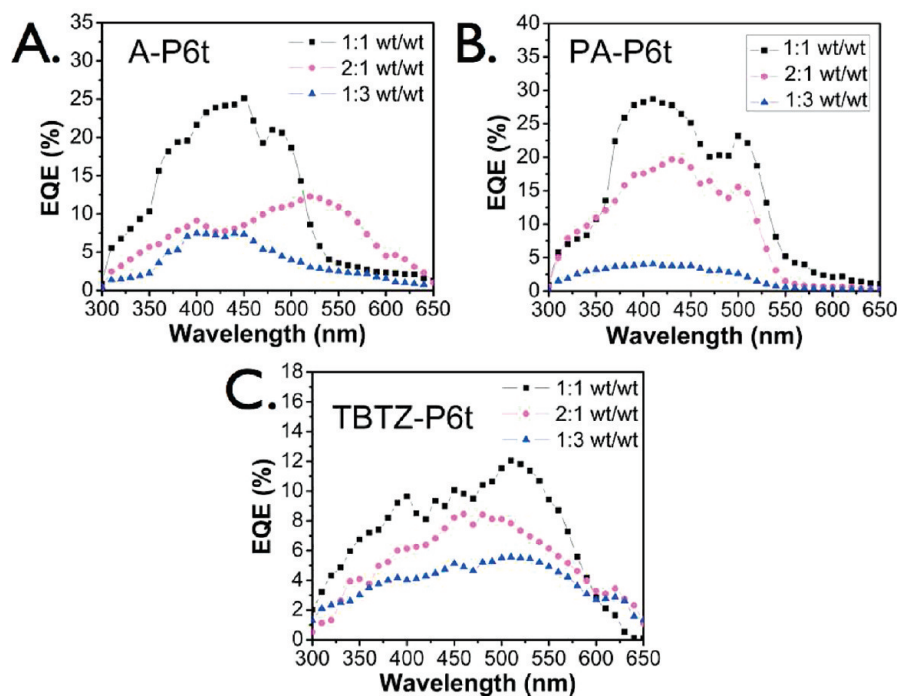 A.
A-P6t
1:1 wt/wt
2:1 wt/wt
1:3 wt/wt
35
30
25
20
15
10
5
0
EQE (%)
300 350 400 450 500 550 600 650
Wavelength (nm)
B.
PA-P6t
1:1 wt/wt
2:1 wt/wt
1:3 wt/wt
40
35
30
25
20
15
10
5
0
EQE (%)
300 350 400 450 500 550 600 650
Wavelength (nm)
C.
TBTZ-P6t
1:1 wt/wt
2:1 wt/wt
1:3 wt/wt
18
16
14
12
10
8
6
4
2
0
EQE (%)
300 350 400 450 500 550 600 650
Wavelength (nm)